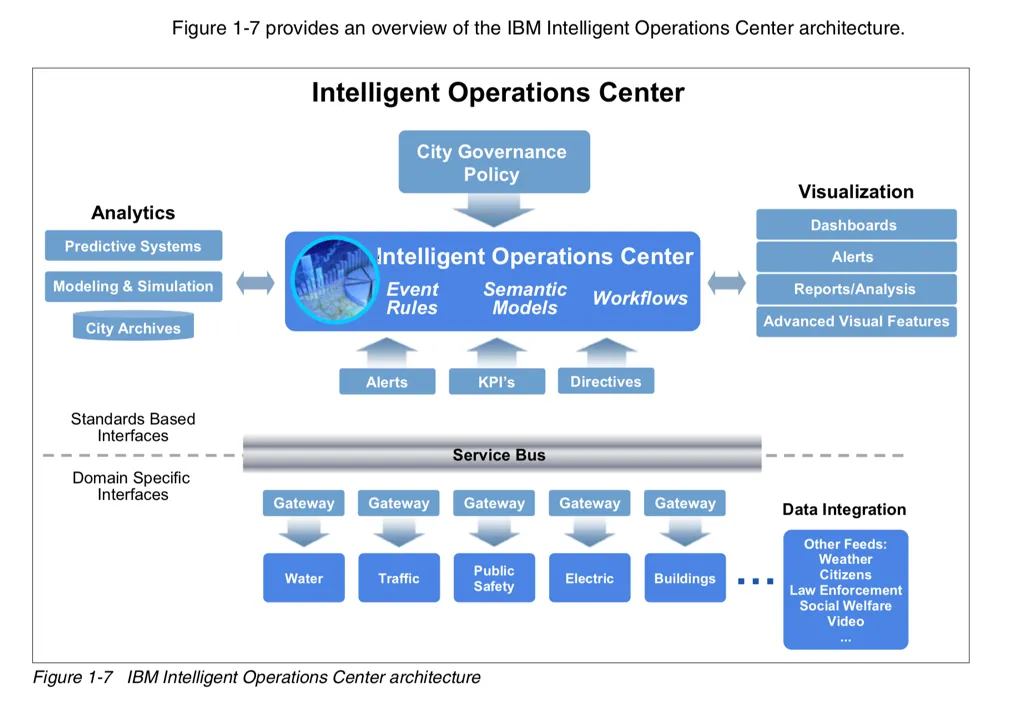 Figure 1-7 provides an overview of the IBM Intelligent Operations Center architecture.
Intelligent Operations Center
City Governance
Policy
Analytics
Predictive Systems
Modeling & Simulation
City Archives
Intelligent Operations Center
Event
Rules
Semantic
Models
Workflows
Visualization
Dashboards
Alerts
Reports/Analysis
Advanced Visual Features
Alerts
KPI's
Directives
Standards Based
Interfaces
Service Bus
Domain Specific
Interfaces
Gateway
Gateway
Gateway
Gateway
Gateway
Water
Traffic
Public
Safety
Electric
Buildings
Data Integration
Other Feeds:
Weather
Citizens
Law Enforcement
Social Welfare
Video
...
Figure 1-7 IBM Intelligent Operations Center architecture